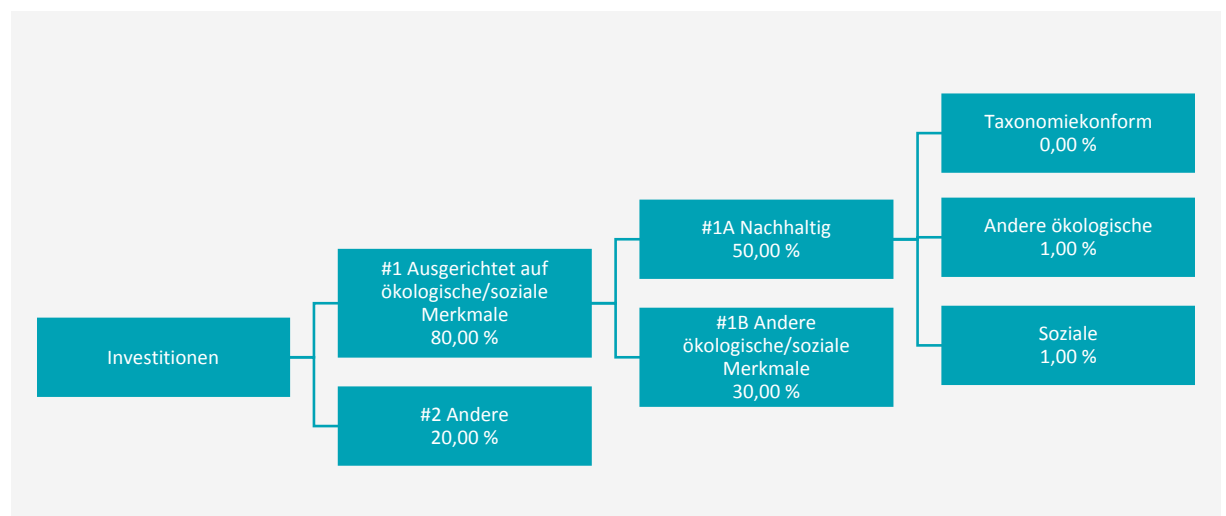 Investitionen
#1 Ausgerichtet auf
ökologische/soziale
Merkmale
80,00 %
#2 Andere
20,00 %
#1A Nachhaltig
50,00 %
#1B Andere
ökologische/soziale
Merkmale
30,00 %
Taxonomiekonform
0,00 %
Andere ökologische
1,00 %
Soziale
1,00 %